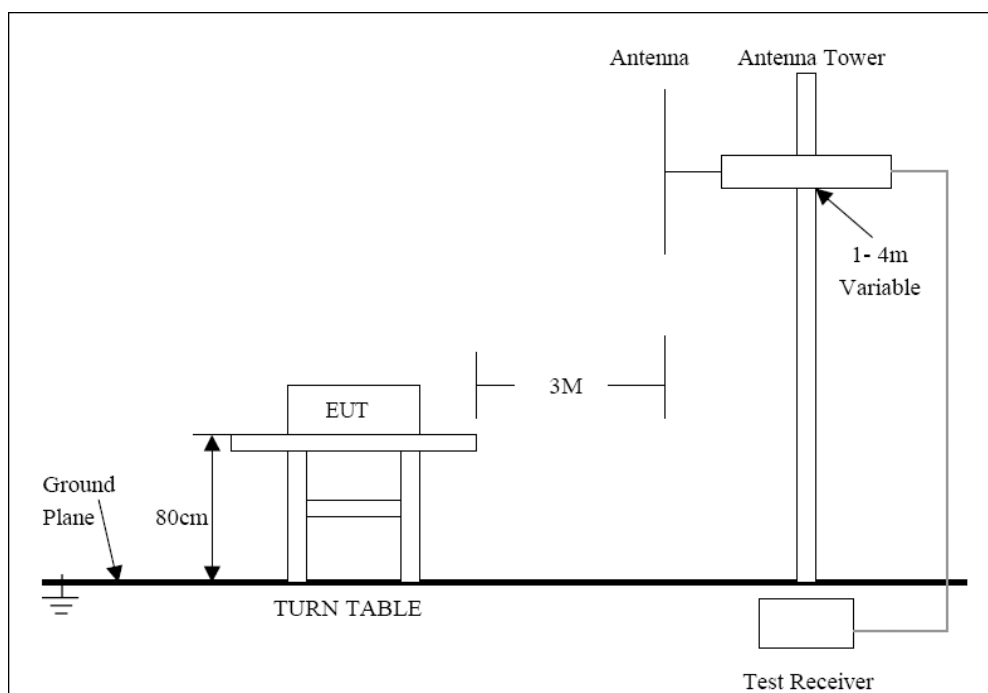 Antenna
Antenna Tower
1- 4m
Variable
3M
EUT
Ground
Plane
80cm
TURN TABLE
Test Receiver